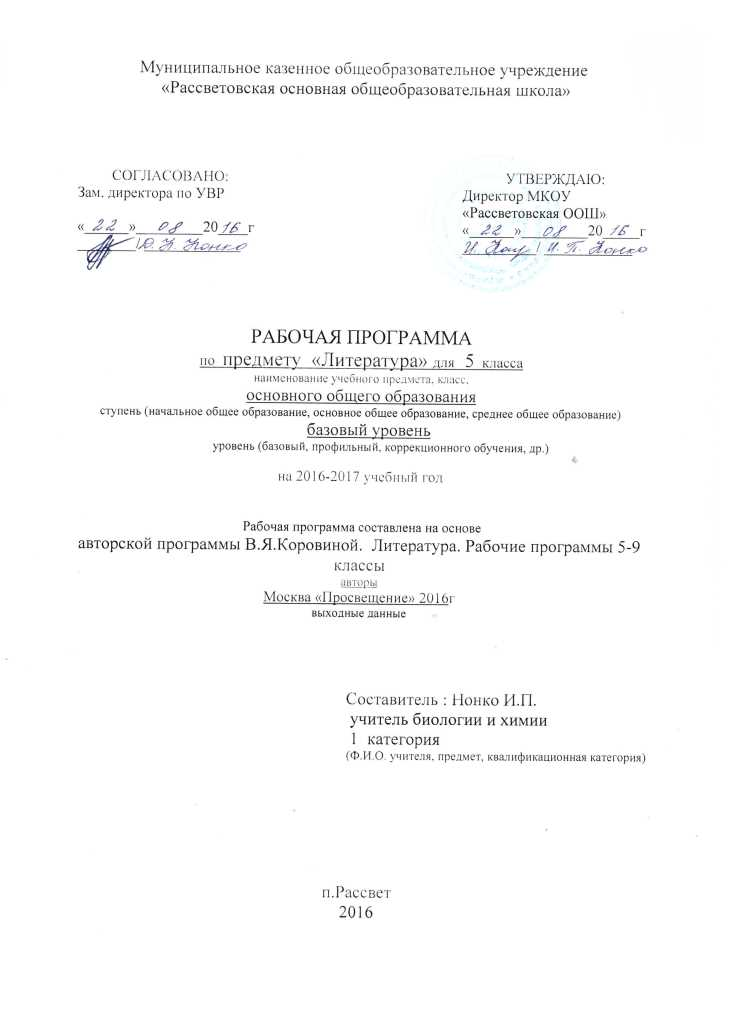 Муниципальное казенное общеобразовательное учреждение
«Рассветовская основная общеобразовательная школа»
СОГЛАСОВАНО:
Зам. директора по УВР
« 22 » 08 2016 г
Ю.К. Нонко
УТВЕРЖДАЮ:
Директор МКОУ
«Рассветовская ООШ»
« 22 » 08 2016 г
И. П. Нонко
РАБОЧАЯ ПРОГРАММА
по предмету «Литература» для 5 класса
наименование учебного предмета, класс,
основного общего образования
ступень (начальное общее образование, основное общее образование, среднее общее образование)
базовый уровень
уровень (базовый, профильный, коррекционного обучения, др.)
на 2016-2017 учебный год
Рабочая программа составлена на основе
авторской программы В.Я.Коровиной. Литература. Рабочие программы 5-9
классы
авторы
Москва «Просвещение» 2016г
выходные данные
Составитель : Нонко И.П.
учитель биологии и химии
1 категория
(Ф.И.О. учителя, предмет, квалификационная категория)
п.Рассвет
2016